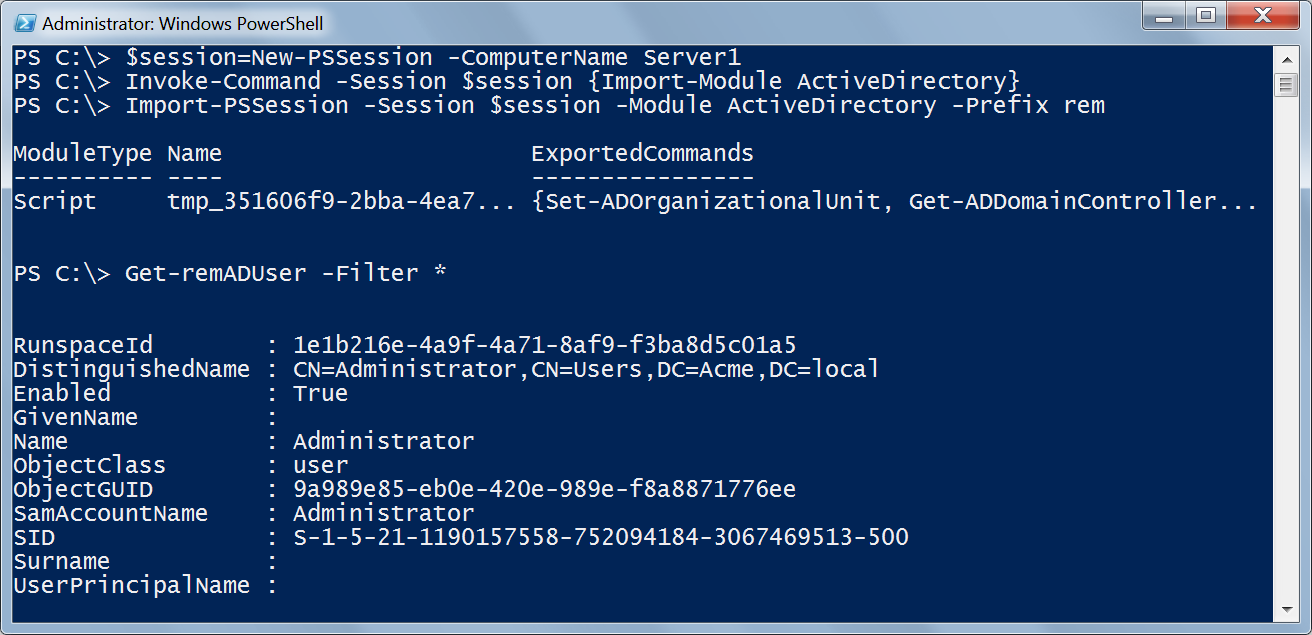 Administrator: Windows PowerShell
PS C:\> $session=New-PSSession -ComputerName Server1
PS C:\> Invoke-Command -Session $session {Import-Module ActiveDirectory}
PS C:\> Import-PSSession -Session $session -Module ActiveDirectory -Prefix rem
ModuleType Name                      ExportedCommands
---------- ----                      ----------------
Script     tmp_351606f9-2bba-4ea7... {Set-ADOrganizationalUnit, Get-ADDomainController...
PS C:\> Get-remADUser -Filter *
RunspaceId        : 1e1b216e-4a9f-4a71-8af9-f3ba8d5c01a5
DistinguishedName : CN=Administrator,CN=Users,DC=Acme,DC=local
Enabled           : True
GivenName         :
Name              : Administrator
ObjectClass       : user
ObjectGUID        : 9a989e85-eb0e-420e-989e-f8a8871776ee
SamAccountName    : Administrator
SID               : S-1-5-21-1190157558-752094184-3067469513-500
Surname           :
UserPrincipalName :